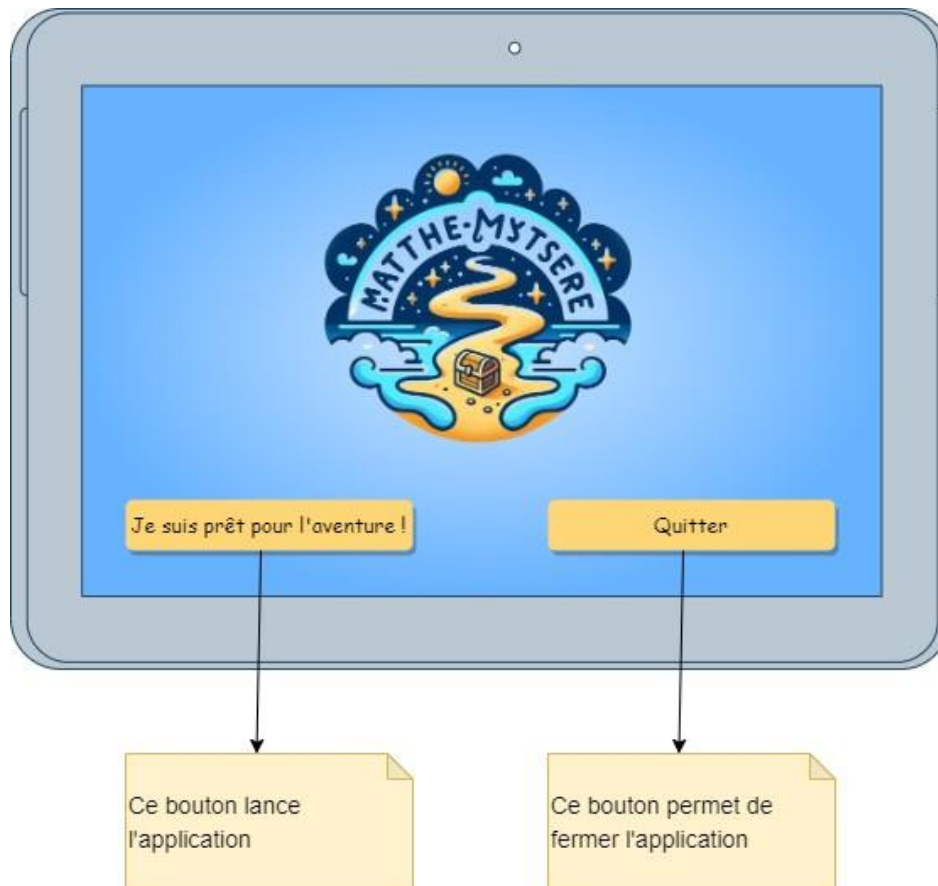 MATTHE-MYTSERE
Je suis prêt pour l'aventure !
Quitter
Ce bouton lance
l'application
Ce bouton permet de
fermer l'application